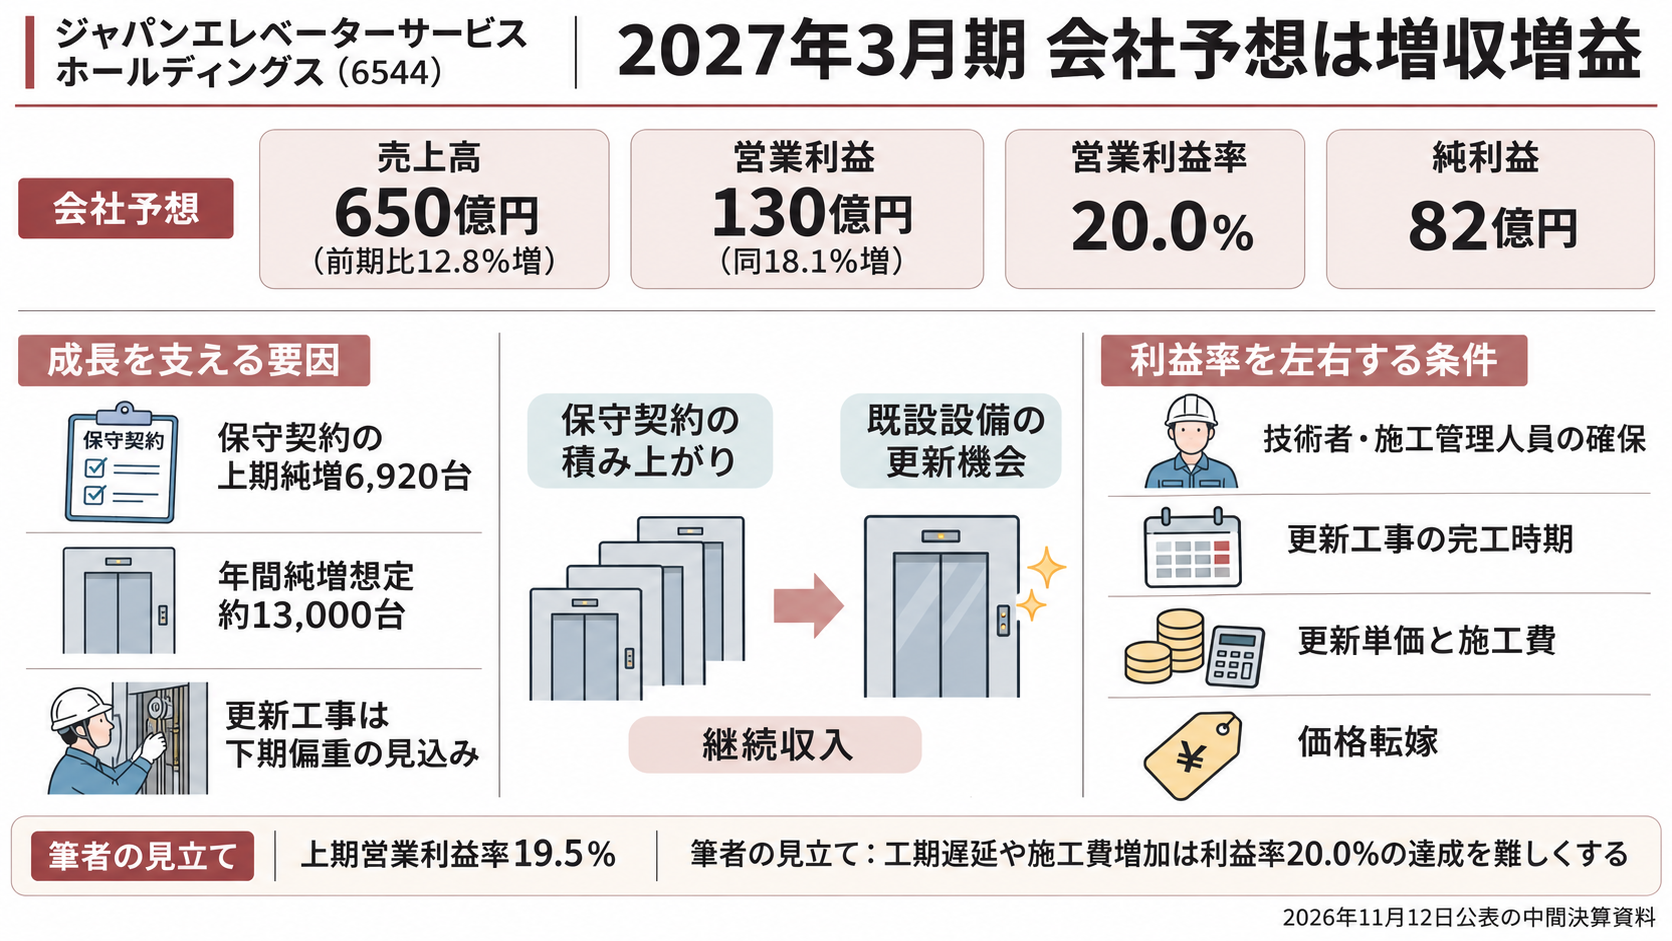 ジャパンエレベーターサービス
ホールディングス（6544）
2027年3月期 会社予想は増収増益
会社予想
売上高
650億円
（前期比12.8%増）
営業利益
130億円
（同18.1%増）
営業利益率
20.0%
純利益
82億円
成長を支える要因
保守契約
保守契約の
上期純増6,920台
年間純増想定
約13,000台
更新工事は
下期偏重の見込み
保守契約の
積み上がり
既設設備の
更新機会
継続収入
利益率を左右する条件
技術者・施工管理人員の確保
更新工事の完工時期
更新単価と施工費
¥
価格転嫁
筆者の見立て
上期営業利益率19.5%
筆者の見立て：工期遅延や施工費増加は利益率20.0%の達成を難しくする
2026年11月12日公表の中間決算資料